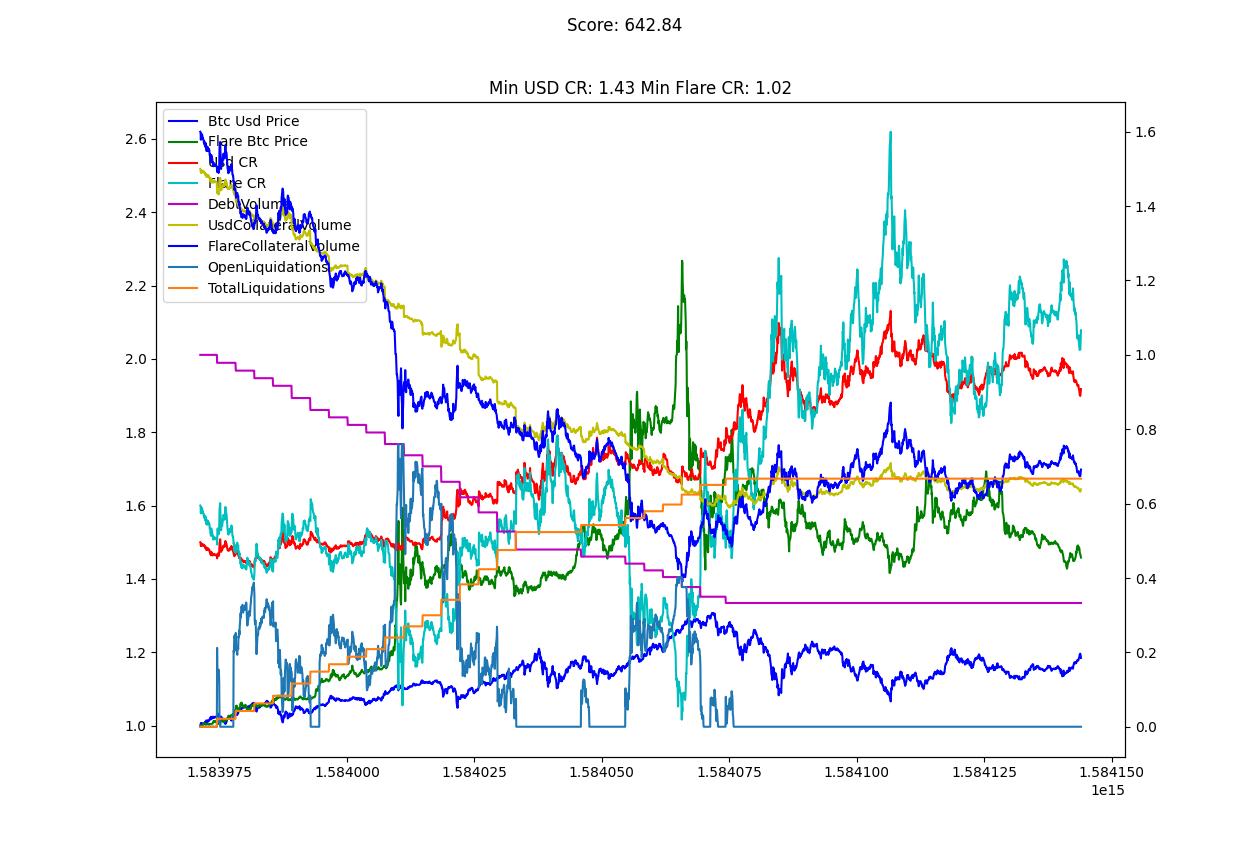 Score: 642.84
Min USD CR: 1.43 Min Flare CR: 1.02
Btc Usd Price
Flare Btc Price
Usd CR
Flare CR
DebtVolume
UsdCollateralVolume
FlareCollateralVolume
OpenLiquidations
TotalLiquidations
2.6
2.4
2.2
2.0
1.8
1.6
1.4
1.2
1.0
1.6
1.4
1.2
1.0
0.8
0.6
0.4
0.2
0.0
1.583975 1.584000 1.584025 1.584050 1.584075 1.584100 1.584125 1.584150
1e15